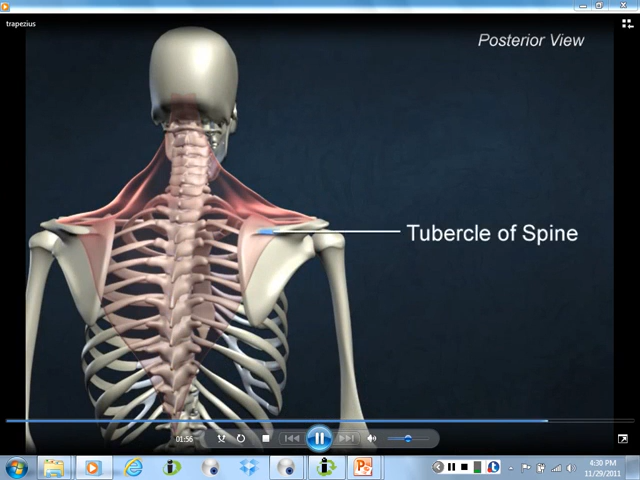 trapezius
Posterior View
Tubercle of Spine
01:56
4:30 PM
11/29/2011